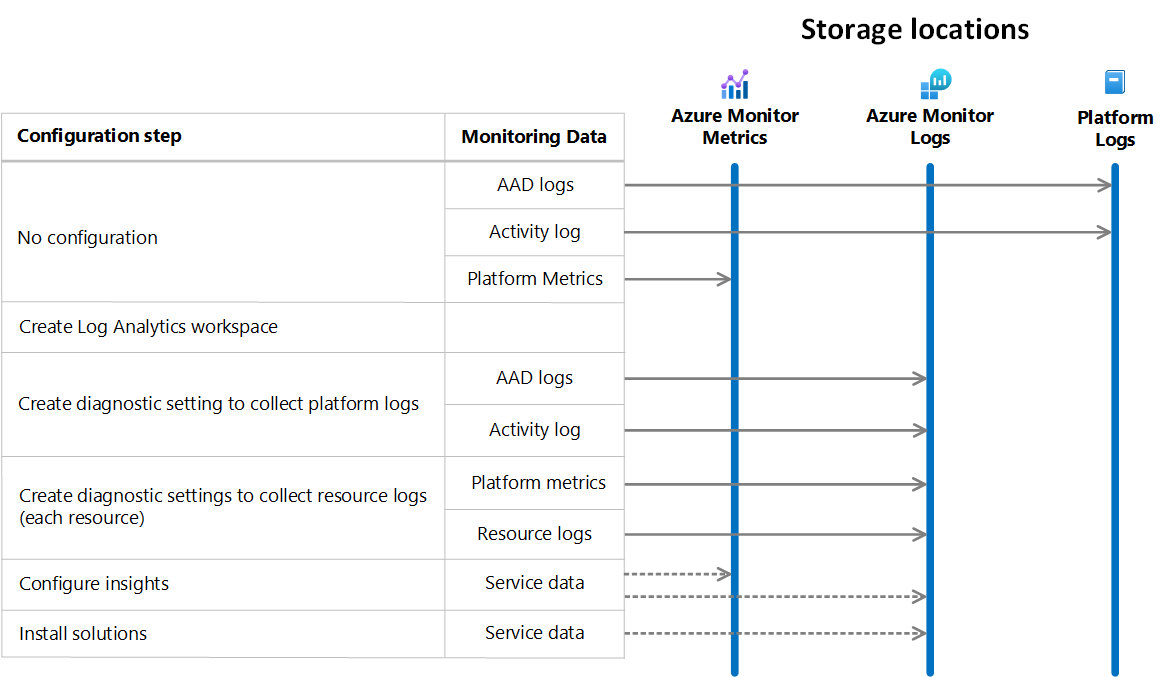 Storage locations
Azure Monitor
Metrics
Azure Monitor
Logs
Platform
Logs
Configuration step
Monitoring Data
No configuration
AAD logs
Activity log
Platform Metrics
Create Log Analytics workspace
Create diagnostic setting to collect platform logs
AAD logs
Activity log
Create diagnostic settings to collect resource logs
(each resource)
Platform metrics
Resource logs
Configure insights
Service data
Install solutions
Service data